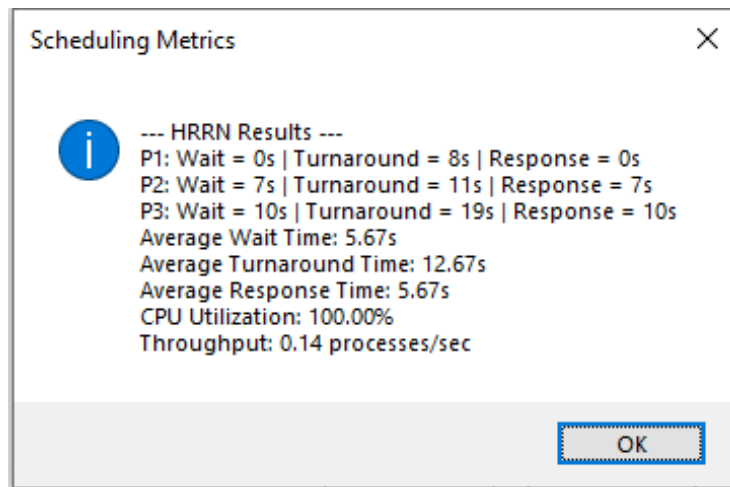 Scheduling Metrics
--- HRRN Results ---
P1: Wait = 0s | Turnaround = 8s | Response = 0s
P2: Wait = 7s | Turnaround = 11s | Response = 7s
P3: Wait = 10s | Turnaround = 19s | Response = 10s
Average Wait Time: 5.67s
Average Turnaround Time: 12.67s
Average Response Time: 5.67s
CPU Utilization: 100.00%
Throughput: 0.14 processes/sec
OK